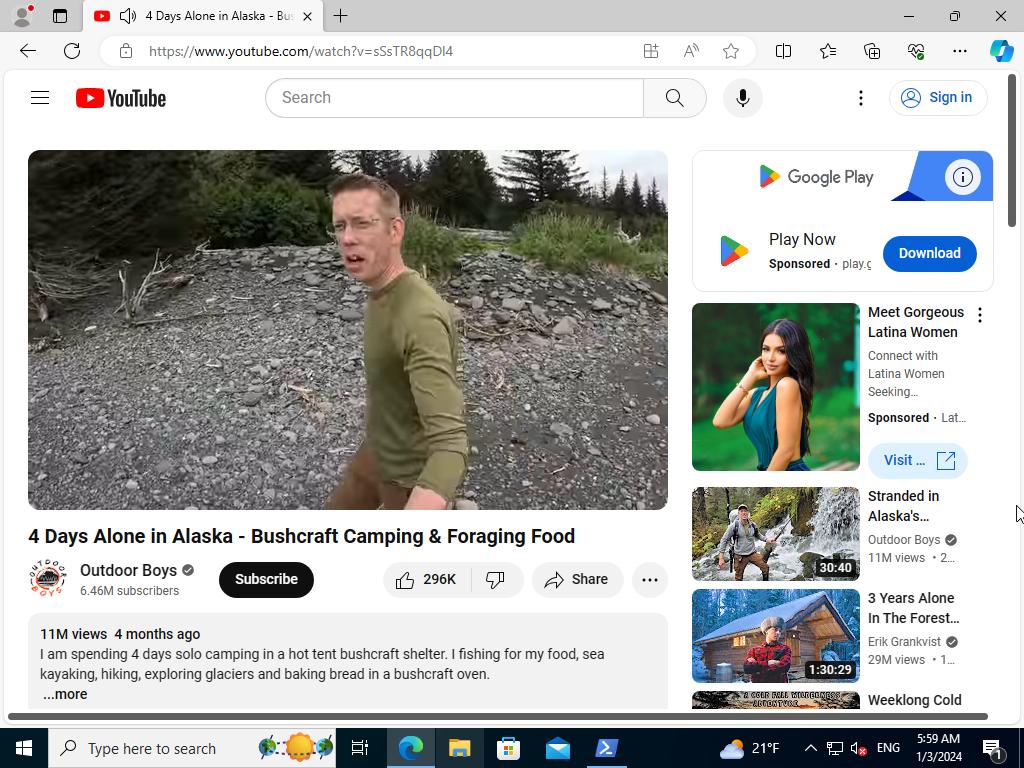 4 Days Alone in Alaska - Bus
https://www.youtube.com/watch?v=sSsTR8qqDl4
YouTube
Search
Sign in
Google Play
Play Now
Sponsored · play.g
Download
Meet Gorgeous
Latina Women
Connect with
Latina Women
Seeking...
Sponsored · Lat...
Visit ...
4 Days Alone in Alaska - Bushcraft Camping & Foraging Food
OUTDOOR
BOYS
Outdoor Boys
6.46M subscribers
Subscribe
296K
Share
11M views 4 months ago
I am spending 4 days solo camping in a hot tent bushcraft shelter. I fishing for my food, sea
kayaking, hiking, exploring glaciers and baking bread in a bushcraft oven.
...more
30:40
Stranded in
Alaska's...
Outdoor Boys
11M views • 2...
1:30:29
3 Years Alone
In The Forest...
Erik Grankvist
29M views • 1...
A COLD FALL WILDERNESS
ADVENTURE
Weeklong Cold
Type here to search
21°F
ENG
5:59 AM
1/3/2024
1